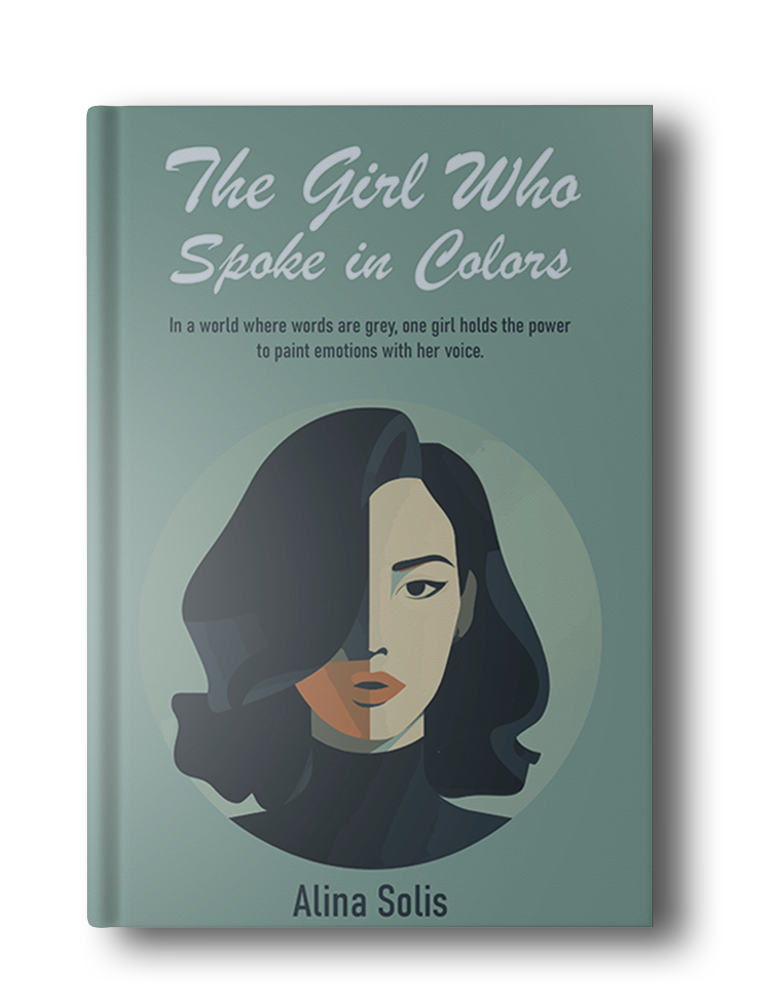 The Girl Who
Spoke in Colors
In a world where words are grey, one girl holds the power
to paint emotions with her voice.
Alina Solis